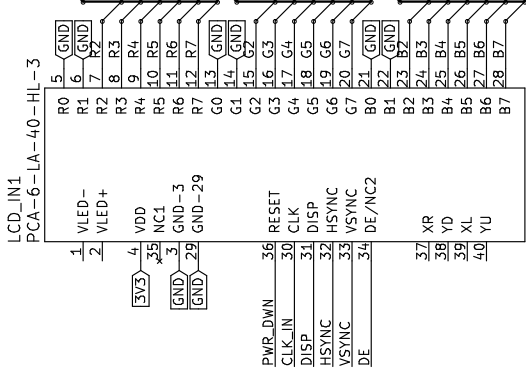 LCD_IN1
PCA-6-LA-40-HL-3
GND
GND
R2
R3
R4
R5
R6
R7
GND
GND
G2
G3
G4
G5
G6
G7
GND
GND
B2
B3
B4
B5
B6
B7
5
6
7
8
9
10
11
12
13
14
15
16
17
18
19
20
21
22
23
24
25
26
27
28
R0
R1
R2
R3
R4
R5
R6
R7
G0
G1
G2
G3
G4
G5
G6
G7
B0
B1
B2
B3
B4
B5
B6
B7
VLED-
VLED+
VDD
NC1
GND-3
GND-29
RESET
CLK
DISP
HSYNC
VSYNC
DE/NC2
XR
YD
XL
YU
1
2
4
35
3
29
36
30
31
32
33
34
37
38
39
40
3V3
GND
GND
PWR_DWN
CLK_IN
DISP
HSYNC
VSYNC
DE